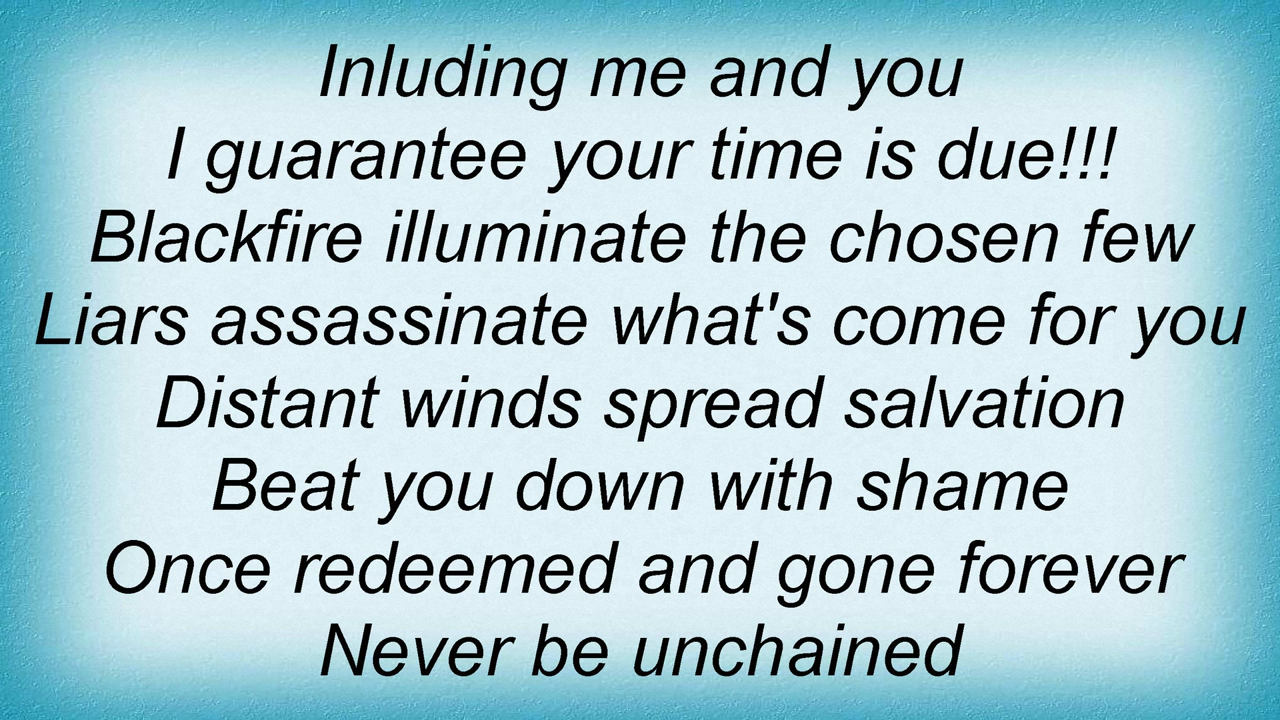 Inluding me and you
I guarantee your time is due!!!
Blackfire illuminate the chosen few
Liars assassinate what's come for you
Distant winds spread salvation
Beat you down with shame
Once redeemed and gone forever
Never be unchained